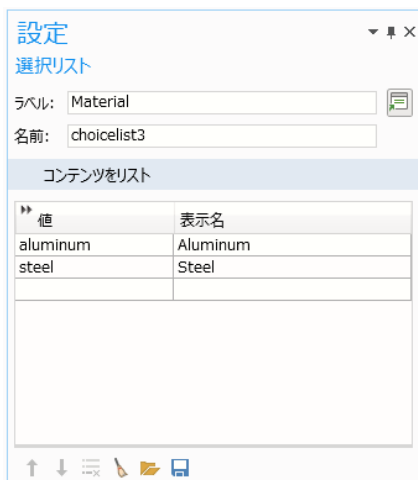 設定
選択リスト
ラベル: Material
名前: choicelist3
コンテンツをリスト
値 表示名
aluminum Aluminum
steel Steel